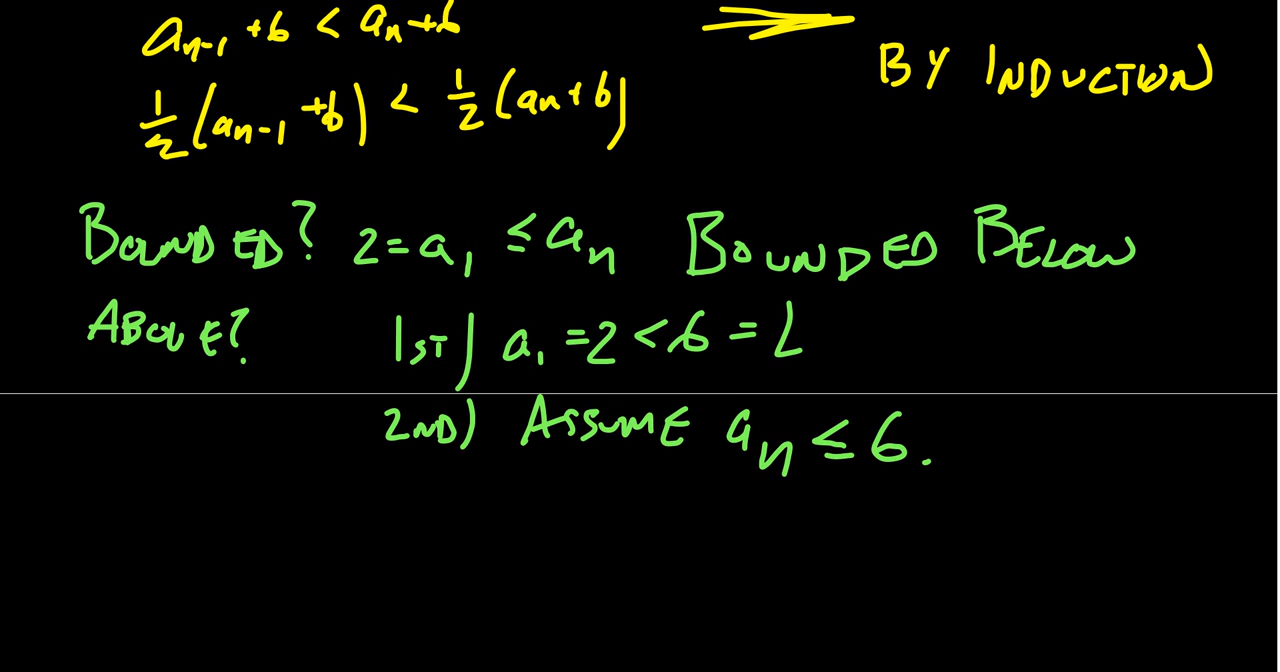 aₙ₋₁ + 6 < aₙ + 6
½(aₙ₋₁ + 6) < ½(aₙ + 6)
⟹ BY INDUCTION
BOUNDED? 2 = a₁ ≤ aₙ BOUNDED BELOW
ABOVE? 1ST) a₁ = 2 < 6 = L
2ND) ASSUME aₙ ≤ 6.